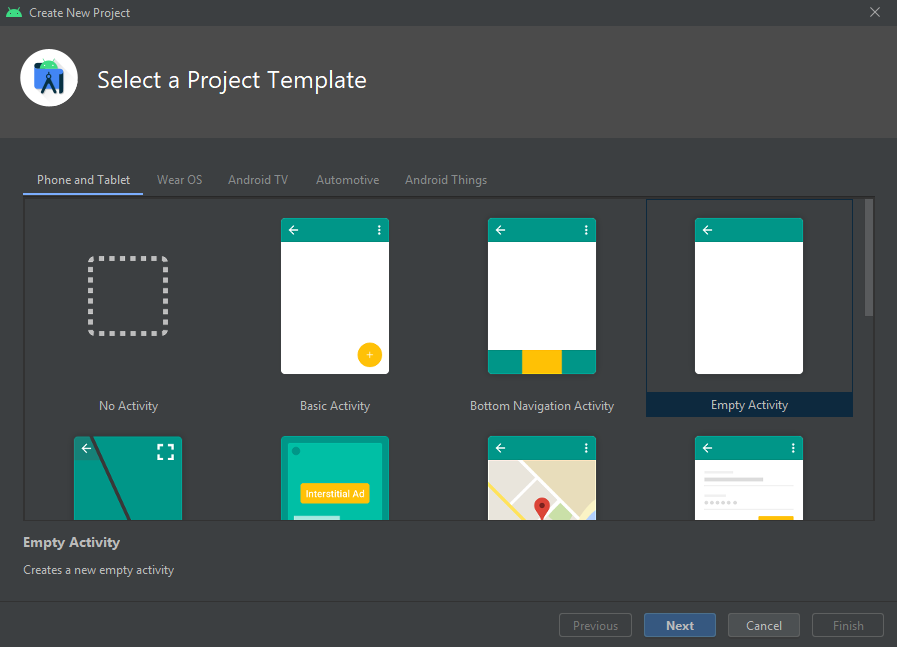 Create New Project
Select a Project Template
Phone and Tablet Wear OS Android TV Automotive Android Things
No Activity Basic Activity Bottom Navigation Activity Empty Activity
Interstitial Ad
Empty Activity
Creates a new empty activity
Previous Next Cancel Finish